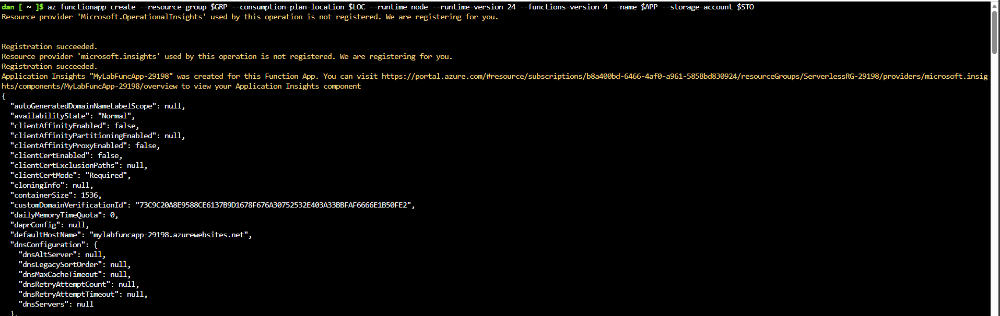 dan [ ~ ]$ az functionapp create --resource-group $GRP --consumption-plan-location $LOC --runtime node --runtime-version 24 --functions-version 4 --name $APP --storage-account $STO
Resource provider 'Microsoft.OperationalInsights' used by this operation is not registered. We are registering for you.
Registration succeeded.
Resource provider 'microsoft.insights' used by this operation is not registered. We are registering for you.
Registration succeeded.
Application Insights "MyLabFuncApp-29198" was created for this Function App. You can visit https://portal.azure.com/#resource/subscriptions/b8a400bd-6466-4af0-a961-5858bd830924/resourceGroups/ServerlessRG-29198/providers/microsoft.insig
hts/components/MyLabFuncApp-29198/overview to view your Application Insights component
{
  "autoGeneratedDomainNameLabelScope": null,
  "availabilityState": "Normal",
  "clientAffinityEnabled": false,
  "clientAffinityPartitioningEnabled": null,
  "clientAffinityProxyEnabled": false,
  "clientCertEnabled": false,
  "clientCertExclusionPaths": null,
  "clientCertMode": "Required",
  "cloningInfo": null,
  "containerSize": 1536,
  "customDomainVerificationId": "73C9C20A8E9588CE6137B9D1678F676A30752532E403A33BBFAF6666E1B50FE2",
  "dailyMemoryTimeQuota": 0,
  "daprConfig": null,
  "defaultHostName": "mylabfuncapp-29198.azurewebsites.net",
  "dnsConfiguration": {
    "dnsAltServer": null,
    "dnsLegacySortOrder": null,
    "dnsMaxCacheTimeout": null,
    "dnsRetryAttemptCount": null,
    "dnsRetryAttemptTimeout": null,
    "dnsServers": null
  },